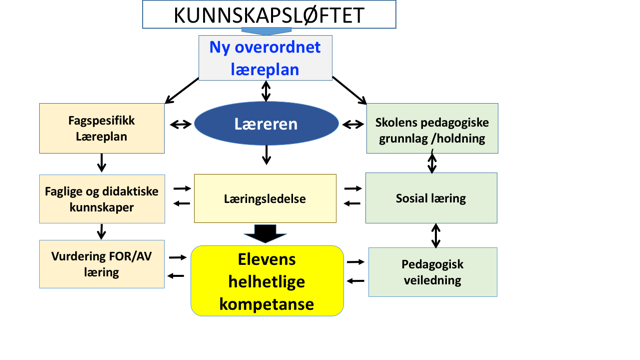 KUNNSKAPSLØFTET
Ny overordnet
læreplan
Fagspesifikk
Læreplan
Læreren
Skolens pedagogiske
grunnlag /holdning
Faglige og didaktiske
kunnskaper
Læringsledelse
Sosial læring
Vurdering FOR/AV
læring
Elevens
helhetlige
kompetanse
Pedagogisk
veiledning